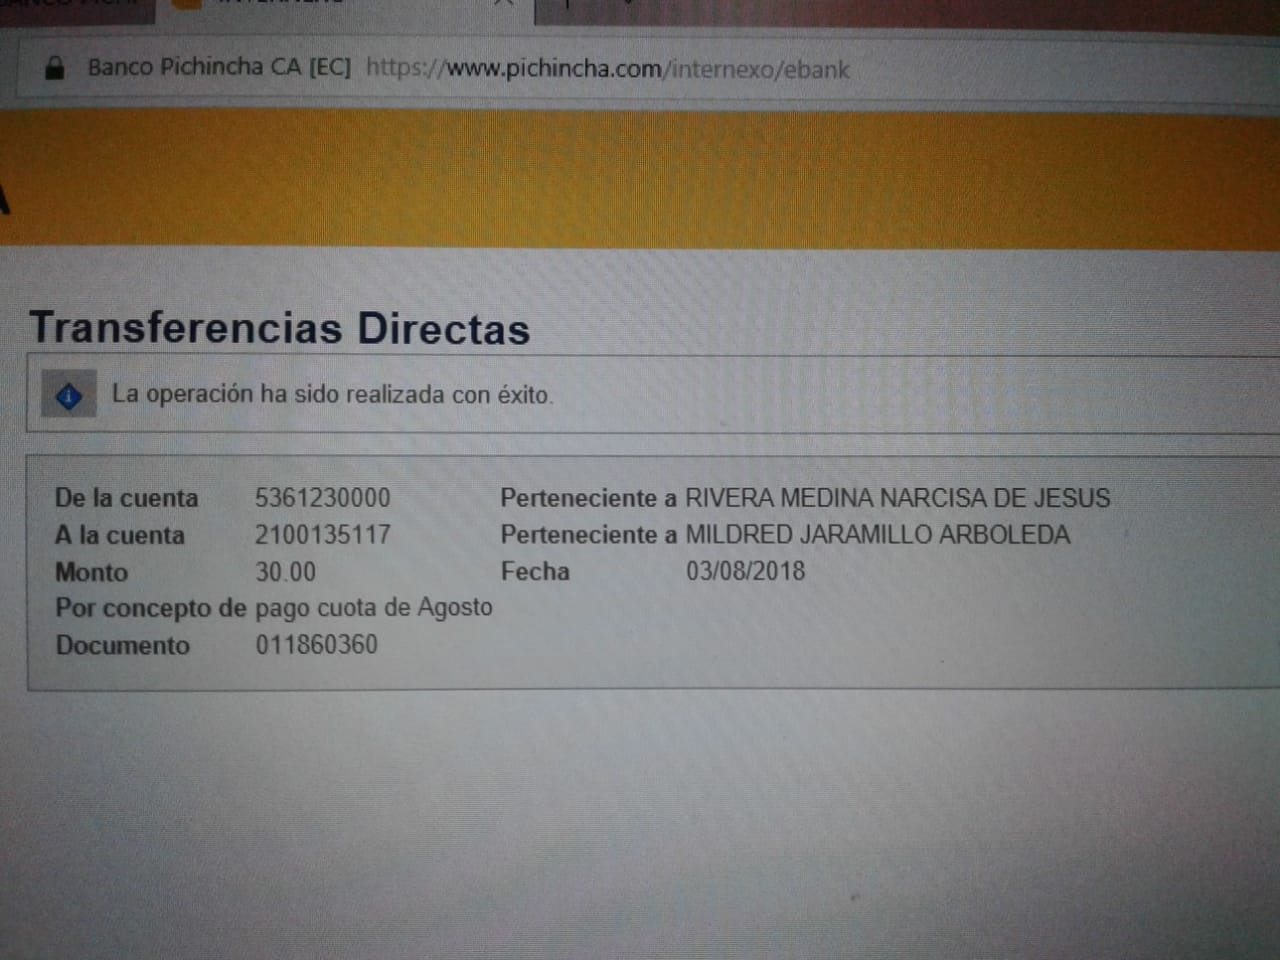 Banco Pichincha CA [EC] https://www.pichincha.com/internexo/ebank
A
Transferencias Directas
La operación ha sido realizada con éxito.
De la cuenta 5361230000 Perteneciente a RIVERA MEDINA NARCISA DE JESUS
A la cuenta 2100135117 Perteneciente a MILDRED JARAMILLO ARBOLEDA
Monto 30.00 Fecha 03/08/2018
Por concepto de pago cuota de Agosto
Documento 011860360